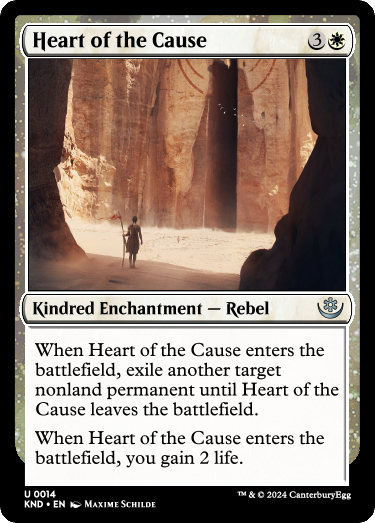 Heart of the Cause 3
Kindred Enchantment — Rebel
When Heart of the Cause enters the
battlefield, exile another target
nonland permanent until Heart of the
Cause leaves the battlefield.
When Heart of the Cause enters the
battlefield, you gain 2 life.
U 0014
KND • EN Maxime Schilde
™ & © 2024 CanterburyEgg